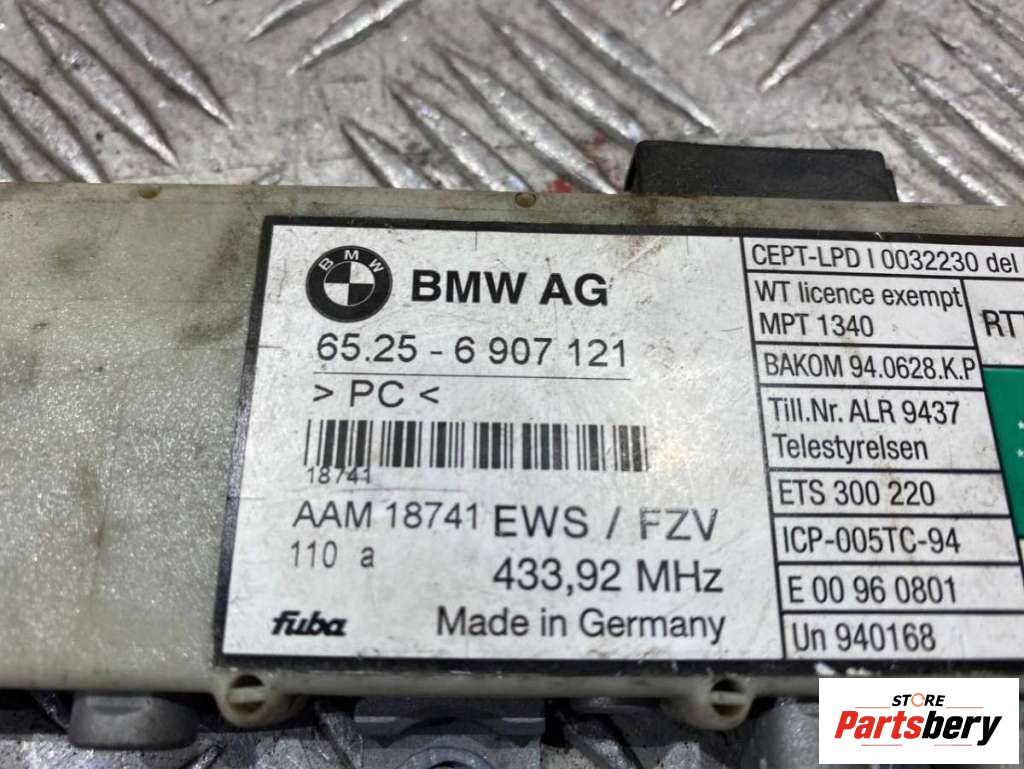 BMW
BMW AG
65.25 - 6 907 121
> PC <
18741
AAM 18741 EWS / FZV
110 a
433,92 MHz
fuba
Made in Germany
CEPT-LPD I 0032230 del
WT licence exempt
MPT 1340
RT
BAKOM 94.0628.K.P
Till.Nr. ALR 9437
Telestyrelsen
ETS 300 220
ICP-005TC-94
E 00 96 0801
Un 940168
STORE
Partsbery